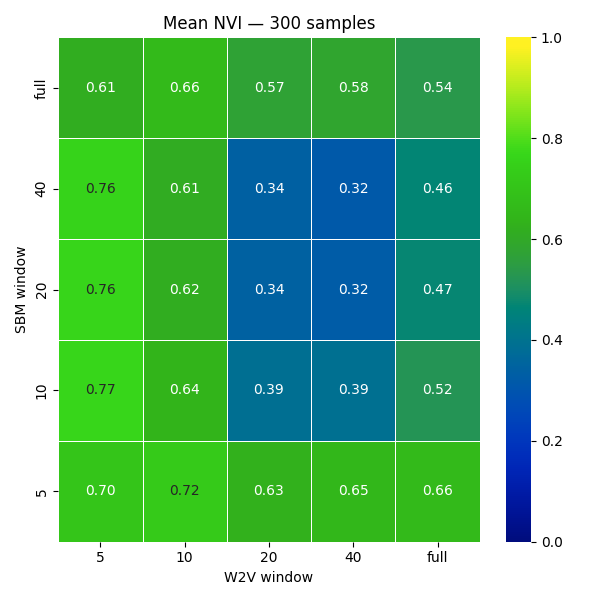 Mean NVI — 300 samples
full 0.61 0.66 0.57 0.58 0.54
40 0.76 0.61 0.34 0.32 0.46
20 0.76 0.62 0.34 0.32 0.47
10 0.77 0.64 0.39 0.39 0.52
5 0.70 0.72 0.63 0.65 0.66
5 10 20 40 full
W2V window
SBM window
1.0
0.8
0.6
0.4
0.2
0.0